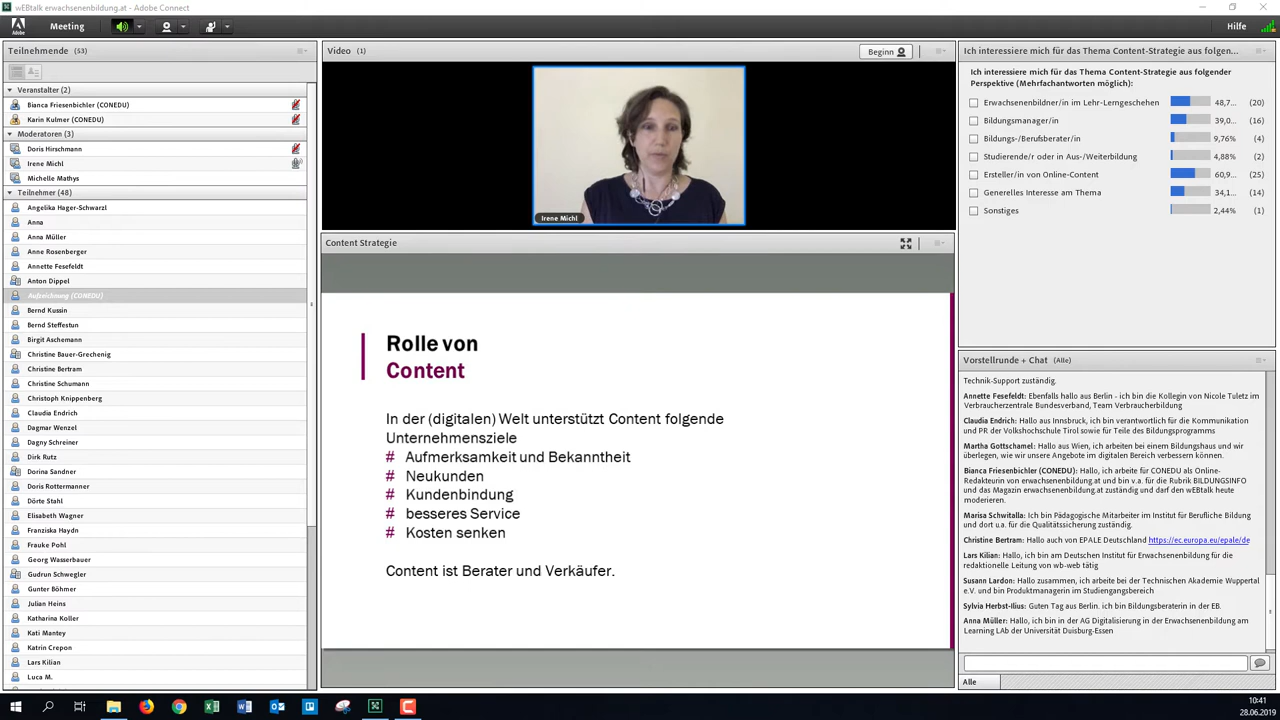 wEBtalk erwachsenenbildung.at - Adobe Connect
Meeting
Hilfe
Teilnehmende (53)
Veranstalter (2)
Bianca Friesenbichler (CONEDU)
Karin Kulmer (CONEDU)
Moderatoren (3)
Doris Hirschmann
Irene Michl
Michelle Mathys
Teilnehmer (48)
Angelika Hager-Schwarzl
Anna
Anna Müller
Anne Rosenberger
Annette Fesefeldt
Anton Dippel
Aufzeichnung (CONEDU)
Bernd Kussin
Bernd Steffestun
Birgit Aschemann
Christine Bauer-Grechenig
Christine Bertram
Christine Schumann
Christoph Knippenberg
Claudia Endrich
Dagmar Wenzel
Dagny Schreiner
Dirk Rutz
Dorina Sandner
Doris Rottermanner
Dörte Stahl
Elisabeth Wagner
Franziska Haydn
Frauke Pohl
Georg Wasserbauer
Gudrun Schwegler
Gunter Böhmer
Julian Heins
Katharina Koller
Kati Mantey
Katrin Crepon
Lars Kilian
Luca M.
Video (1)
Beginn
Irene Michl
Content Strategie
Rolle von
Content
In der (digitalen) Welt unterstützt Content folgende
Unternehmensziele
# Aufmerksamkeit und Bekanntheit
# Neukunden
# Kundenbindung
# besseres Service
# Kosten senken
Content ist Berater und Verkäufer.
Ich interessiere mich für das Thema Content-Strategie aus folgen...
Ich interessiere mich für das Thema Content-Strategie aus folgender
Perspektive (Mehrfachantworten möglich):
Erwachsenenbildner/in im Lehr-Lerngeschehen 48,7... (20)
Bildungsmanager/in 39,0... (16)
Bildungs-/Berufsberater/in 9,76% (4)
Studierende/r oder in Aus-/Weiterbildung 4,88% (2)
Ersteller/in von Online-Content 60,9... (25)
Generelles Interesse am Thema 34,1... (14)
Sonstiges 2,44% (1)
Vorstellrunde + Chat (Alle)
Technik-Support zuständig.
Annette Fesefeldt: Ebenfalls hallo aus Berlin - ich bin die Kollegin von Nicole Tuletz im
Verbraucherzentrale Bundesverband, Team Verbraucherbildung
Claudia Endrich: Hallo aus Innsbruck, ich bin verantwortlich für die Kommunikation
und PR der Volkshochschule Tirol sowie für Teile des Bildungsprogramms
Martha Gottschamel: Hallo aus Wien, ich arbeiten bei einem Bildungshaus und wir
überlegen, wie wir unsere Angebote im digitalen Bereich verbessern können.
Bianca Friesenbichler (CONEDU): Hallo, ich arbeite für CONEDU als Online-
Redakteurin von erwachsenenbildung.at und bin v.a. für die Rubrik BILDUNGSINFO
und das Magazin erwachsenenbildung.at zuständig und darf den wEBtalk heute
moderieren.
Marisa Schwitalla: Ich bin Pädagogische Mitarbeiter im Institut für Berufliche Bildung
und dort u.a. für die Qualitätssicherung zuständig.
Christine Bertram: Hallo auch von EPALE Deutschland https://ec.europa.eu/epale/de
Lars Kilian: Hallo, ich bin am Deutschen Institut für Erwachsenenbildung für die
redaktionelle Leitung von wb-web tätig
Susann Lardon: Hallo zusammen, ich arbeite bei der Technischen Akademie Wuppertal
e.V. und bin Produktmanagerin im Studiengangsbereich
Sylvia Herbst-Ilius: Guten Tag aus Berlin. ich bin Bildungsberaterin in der EB.
Anna Müller: Hallo, ich bin in der AG Digitalisierung in der Erwachsenenbildung am
Learning LAb der Universität Duisburg-Essen
Alle
10:41
28.06.2019